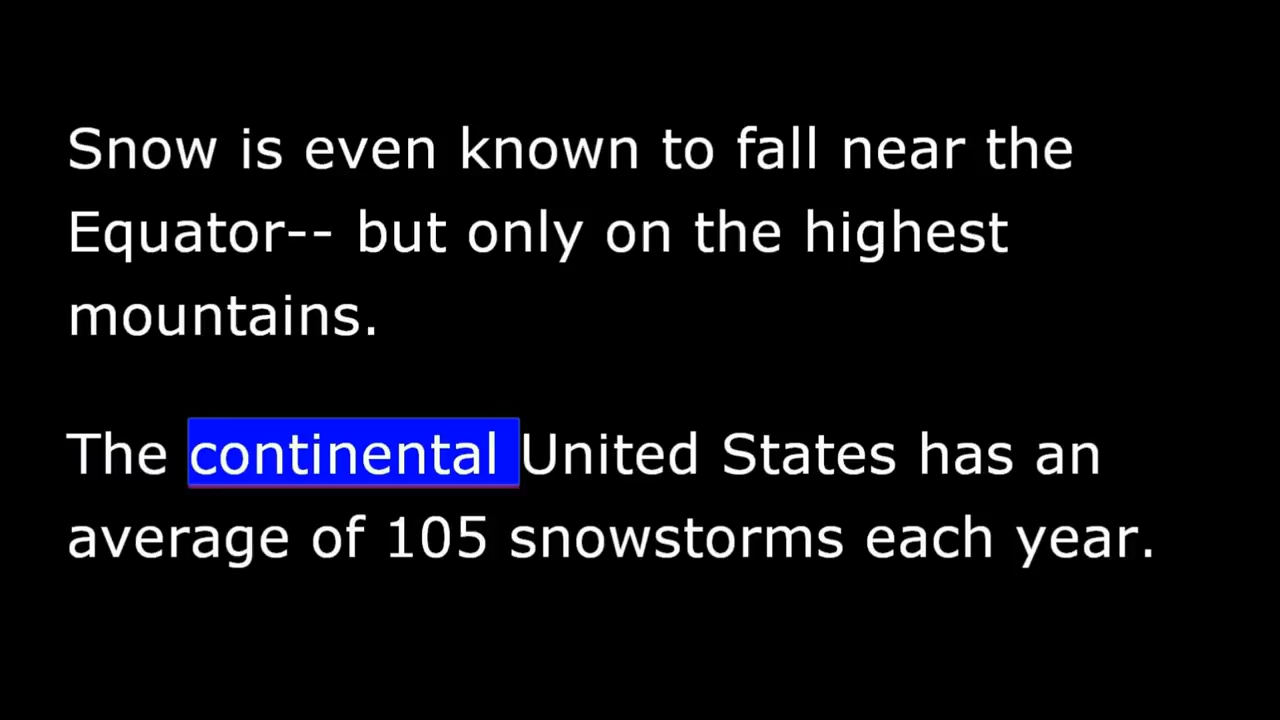 Snow is even known to fall near the
Equator-- but only on the highest
mountains.
The continental United States has an
average of 105 snowstorms each year.